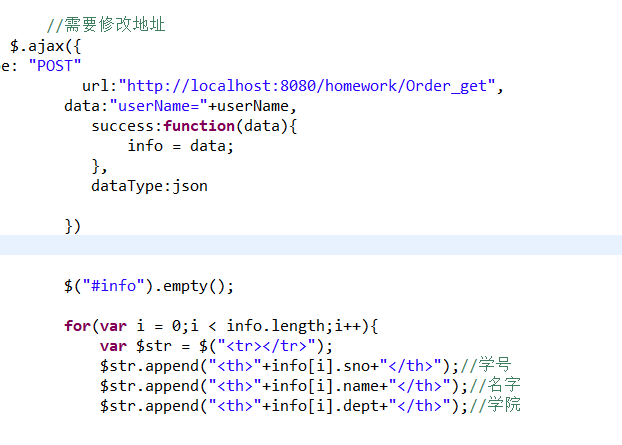 //需要修改地址
$.ajax({
pe: "POST"
url:"http://localhost:8080/homework/Order_get",
data:"userName="+userName,
success:function(data){
info = data;
},
dataType:json
})
$("#info").empty();
for(var i = 0;i < info.length;i++){
var $str = $("<tr></tr>");
$str.append("<th>"+info[i].sno+"</th>");//学号
$str.append("<th>"+info[i].name+"</th>");//名字
$str.append("<th>"+info[i].dept+"</th>");//学院